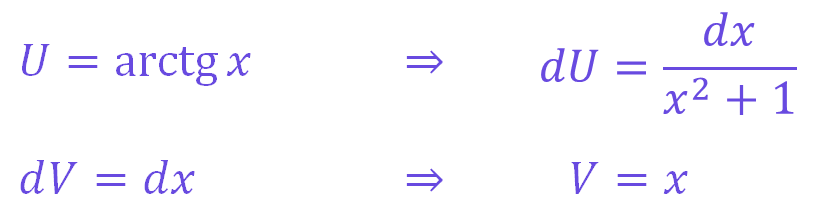 U = arctg x ⇒ dU = dx / (x² + 1)
dV = dx ⇒ V = x